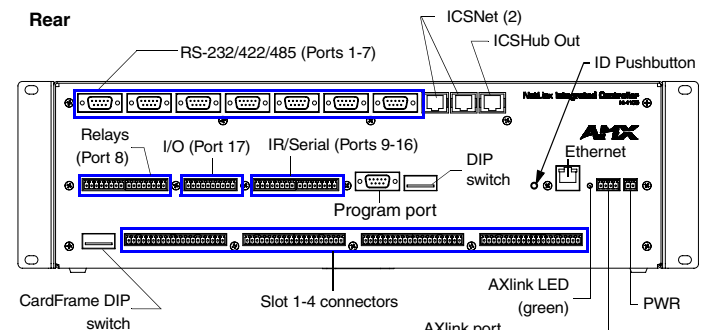 Rear
ICSNet (2)
RS-232/422/485 (Ports 1-7)
ICSHub Out
ID Pushbutton
NetLinx Integrated Controller
AMX
Relays
(Port 8)
I/O (Port 17)
IR/Serial (Ports 9-16)
DIP
switch
Ethernet
Program port
CardFrame DIP
switch
Slot 1-4 connectors
AXlink LED
(green)
PWR
AXlink port